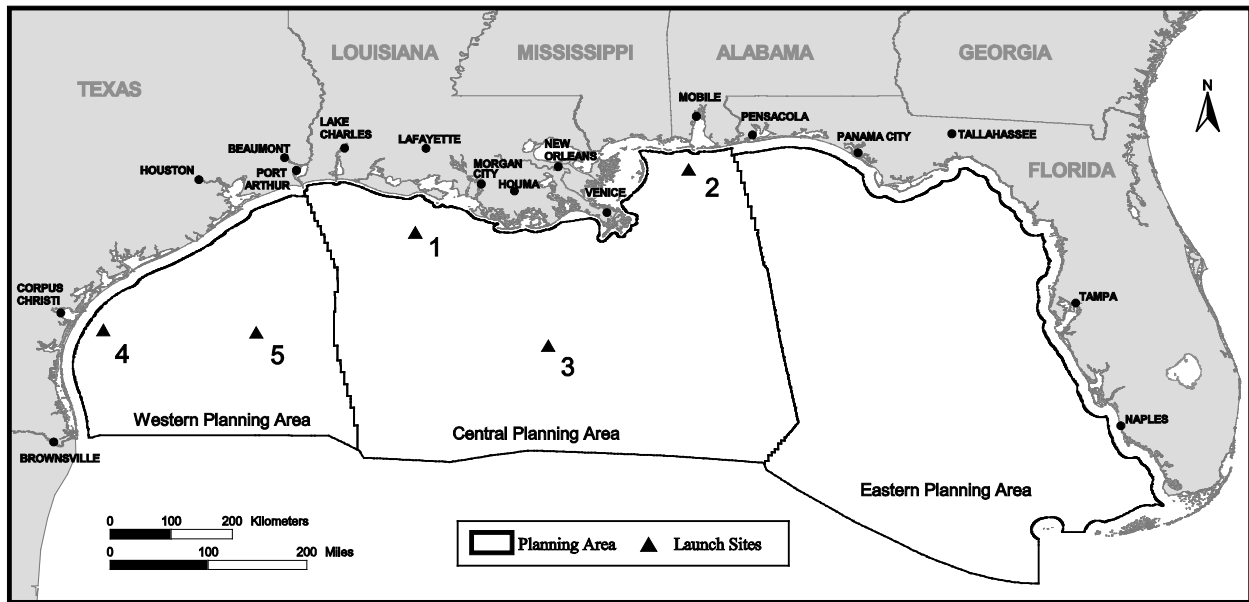 LOUISIANA
MISSISSIPPI
ALABAMA
GEORGIA
TEXAS
N
MOBILE
PENSACOLA
LAKE
CHARLES
LAFAYETTE
NEW
ORLEANS
PANAMA CITY
TALLAHASSEE
BEAUMONT
HOUSTON
PORT
ARTHUR
MORGAN
CITY
HOUMA
VENICE
FLORIDA
2
1
CORPUS
CHRISTI
TAMPA
4
5
3
Western Planning Area
Central Planning Area
NAPLES
BROWNSVILLE
Eastern Planning Area
0 100 200 Kilometers
0 100 200 Miles
Planning Area
Launch Sites